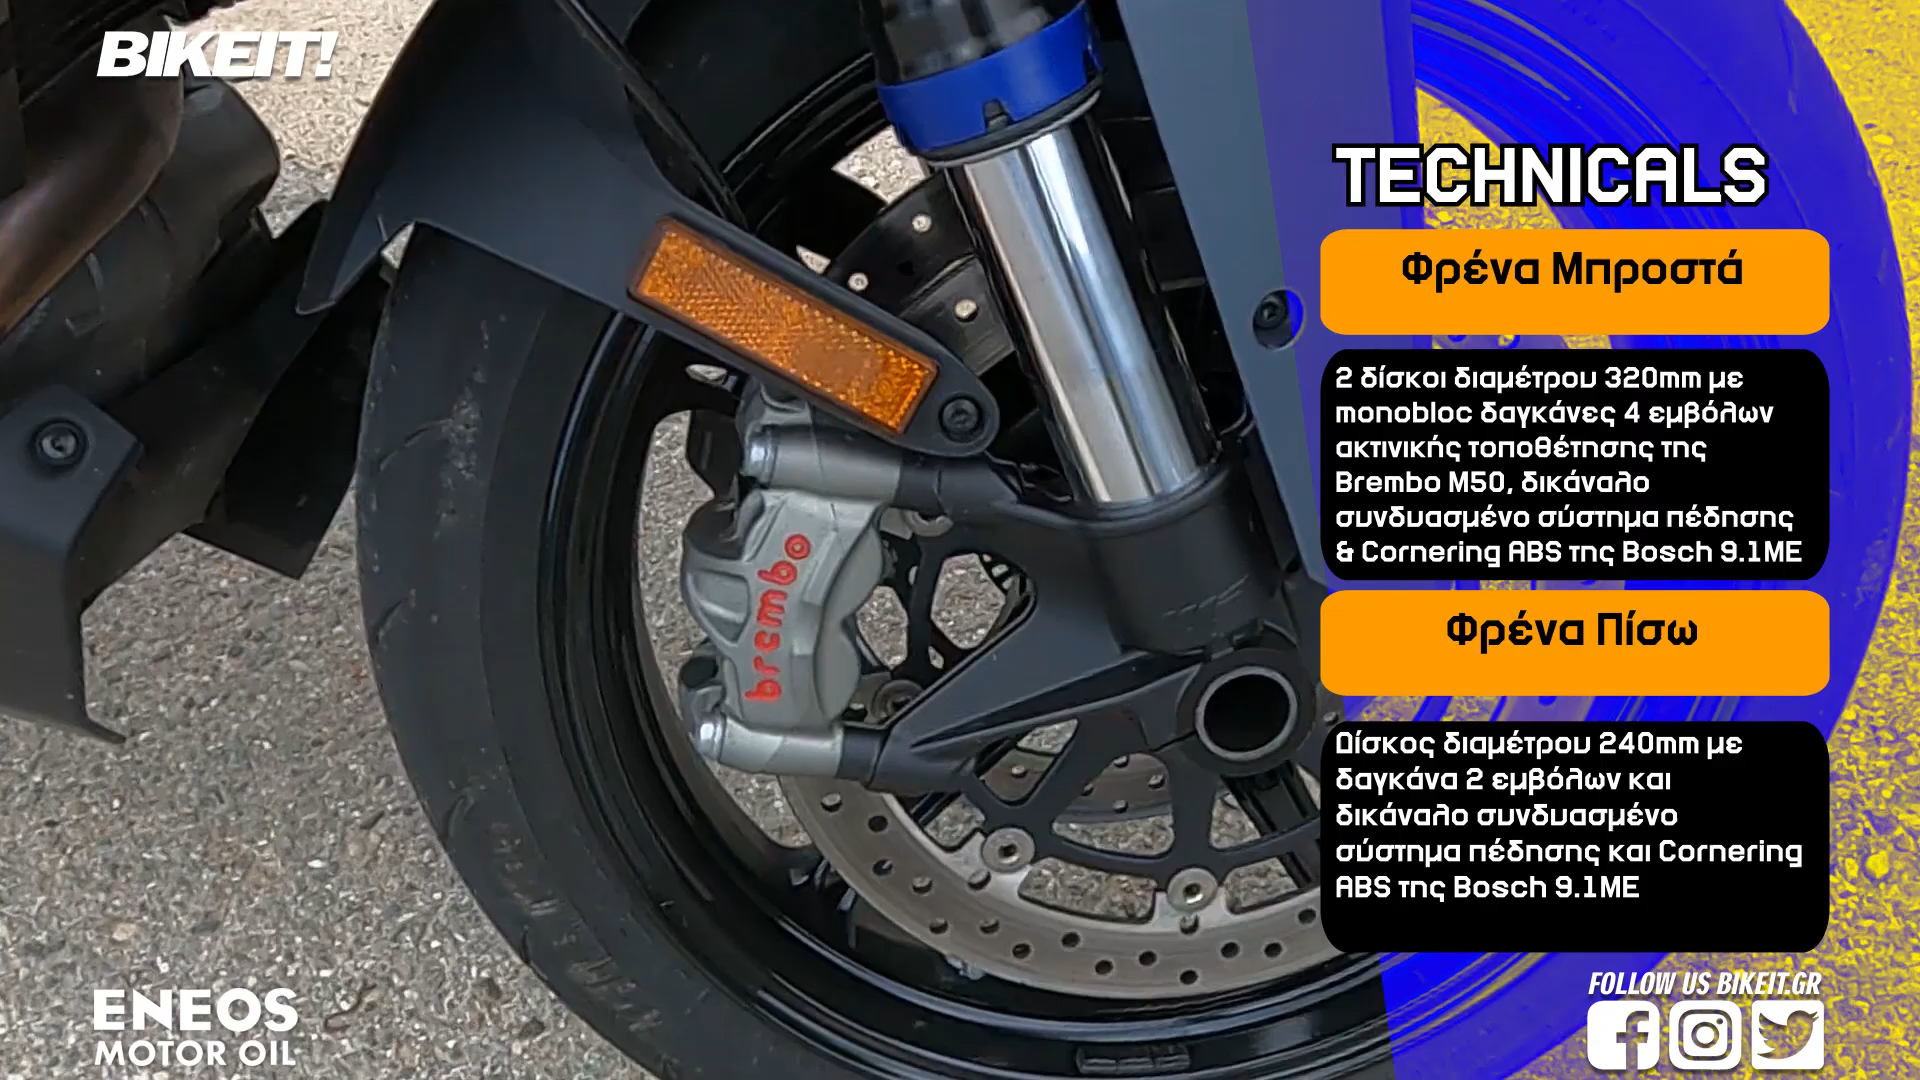 BIKEIT!
TECHNICALS
Φρένα Μπροστά
2 δίσκοι διαμέτρου 320mm με
monobloc δαγκάνες 4 εμβόλων
ακτινικής τοποθέτησης της
Brembo M50, δικάναλο
συνδυασμένο σύστημα πέδησης
& Cornering ABS της Bosch 9.1ME
brembo
Φρένα Πίσω
Δίσκος διαμέτρου 240mm με
δαγκάνα 2 εμβόλων και
δικάναλο συνδυασμένο
σύστημα πέδησης και Cornering
ABS της Bosch 9.1ME
FOLLOW US BIKEIT.GR
ENEOS
MOTOR OIL